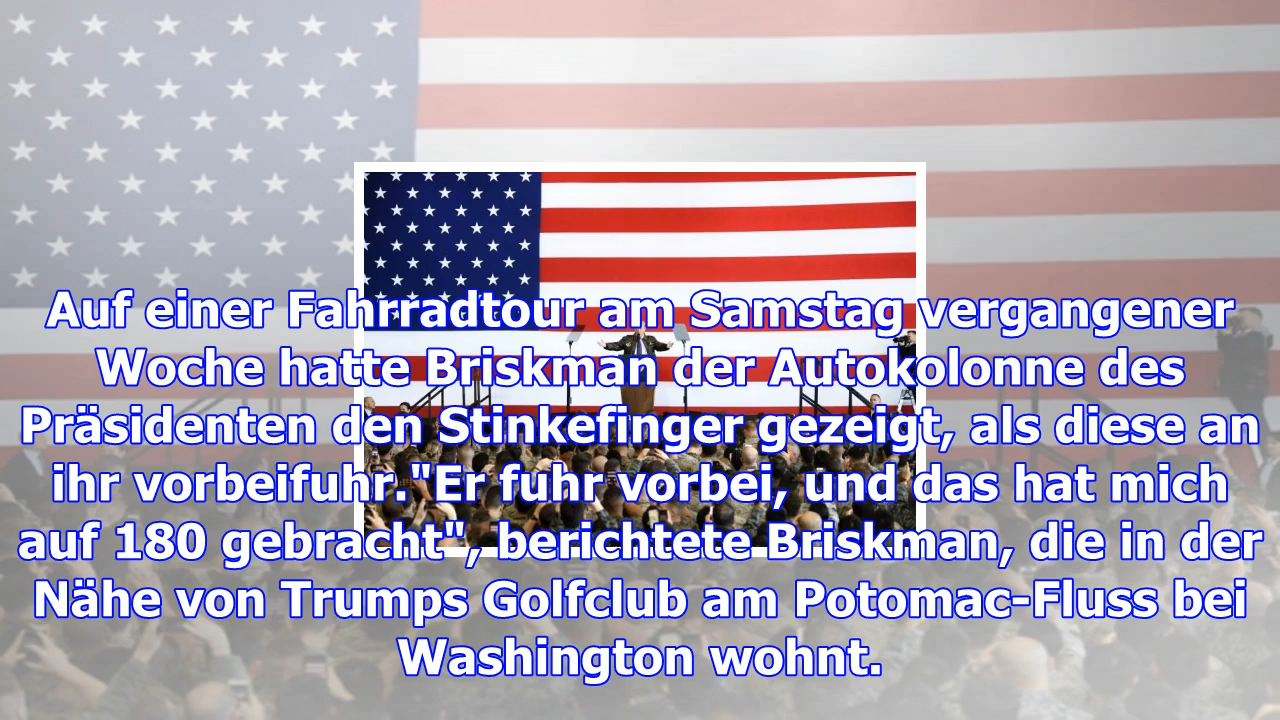 Auf einer Fahrradtour am Samstag vergangener
Woche hatte Briskman der Autokolonne des
Präsidenten den Stinkefinger gezeigt, als diese an
ihr vorbeifuhr."Er fuhr vorbei, und das hat mich
auf 180 gebracht", berichtete Briskman, die in der
Nähe von Trumps Golfclub am Potomac-Fluss bei
Washington wohnt.